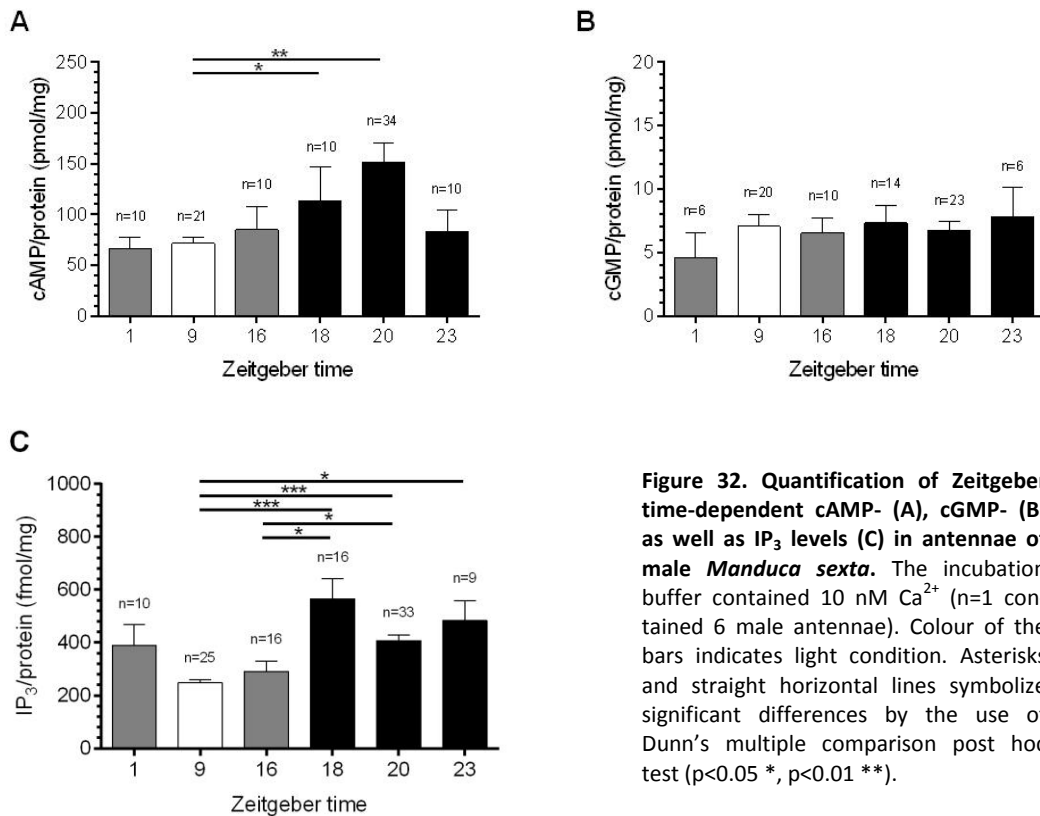 A
cAMP/protein (pmol/mg)
250
200
150
100
50
0
**
*
n=10
n=21
n=10
n=10
n=34
n=10
1 9 16 18 20 23
Zeitgeber time
B
cGMP/protein (pmol/mg)
20
15
10
5
0
n=6
n=20
n=10
n=14
n=23
n=6
1 9 16 18 20 23
Zeitgeber time
C
IP3/protein (fmol/mg)
1000
800
600
400
200
0
*
***
***
*
*
n=10
n=25
n=16
n=16
n=33
n=9
1 9 16 18 20 23
Zeitgeber time
Figure 32. Quantification of Zeitgeber
time-dependent cAMP- (A), cGMP- (B)
as well as IP3 levels (C) in antennae of
male Manduca sexta. The incubation
buffer contained 10 nM Ca2+ (n=1 con
tained 6 male antennae). Colour of the
bars indicates light condition. Asterisks
and straight horizontal lines symbolize
significant differences by the use of
Dunn's multiple comparison post hoc
test (p<0.05 *, p<0.01 **).